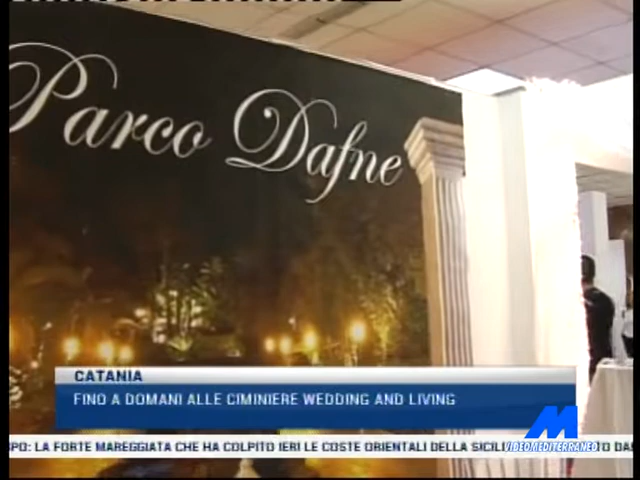 Parco Dafne
CATANIA
FINO A DOMANI ALLE CIMINIERE WEDDING AND LIVING
SPO: LA FORTE MAREGGIATA CHE HA COLPITO IERI LE COSTE ORIENTALI DELLA SICILI
VIDEOMEDITERRANEO